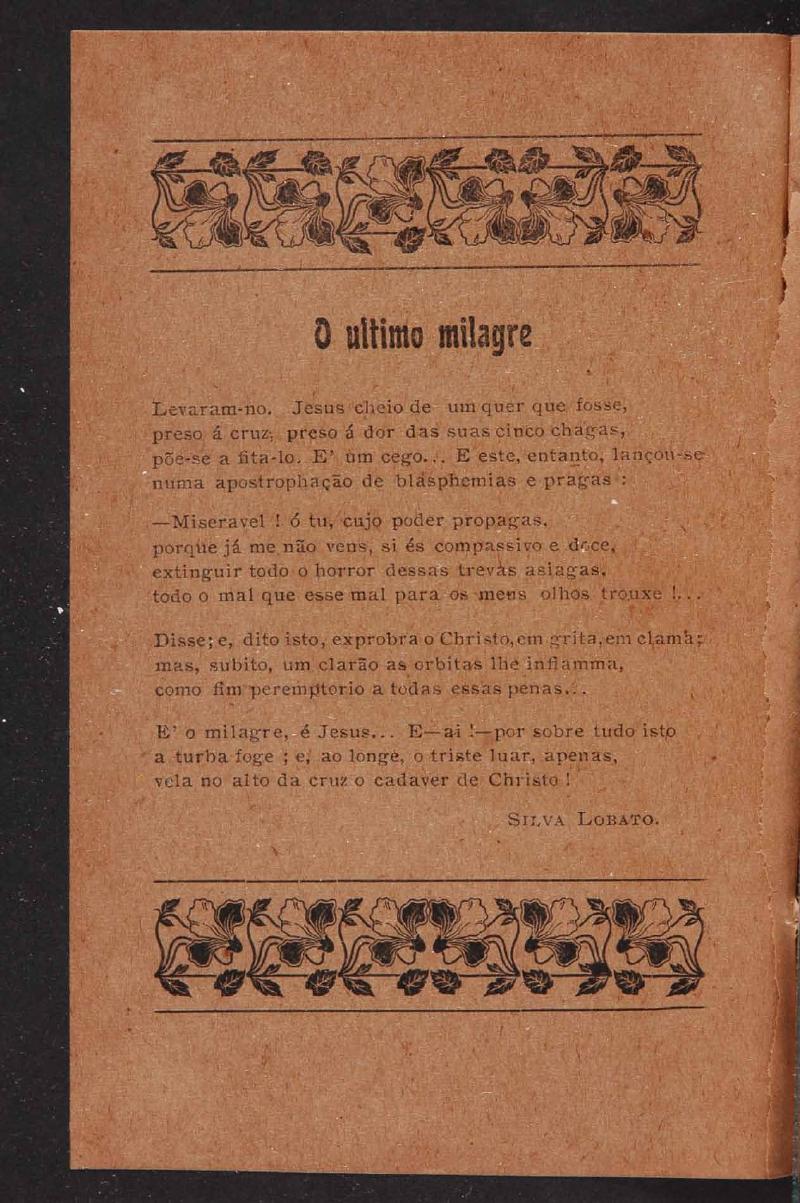 O ultimo milagre
Levaram-no. Jesus cheio de um quer que fosse,
preso á cruz, preso á dor das suas cinco chagas,
põe-se a fita-lo. E' um cego... E este, entanto, lançou-se
numa apostrophação de blasphemias e pragas :
—Miseravel ! ó tu, cujo poder propagas,
porque já me não vens, si és compassivo e doce,
extinguir todo o horror dessas trevas asiagas,
todo o mal que esse mal para os meus olhos trouxe !...
Disse; e, dito isto, exprobra o Christo, em grita, em clama;
mas, subito, um clarão as orbitas lhe inflamma,
como fim peremptorio a todas essas penas...
E' o milagre, é Jesus... E—ai !—por sobre tudo isto
a turba foge ; e, ao longe, o triste luar, apenas,
vela no alto da cruz o cadaver de Christo !
SILVA LOBATO.